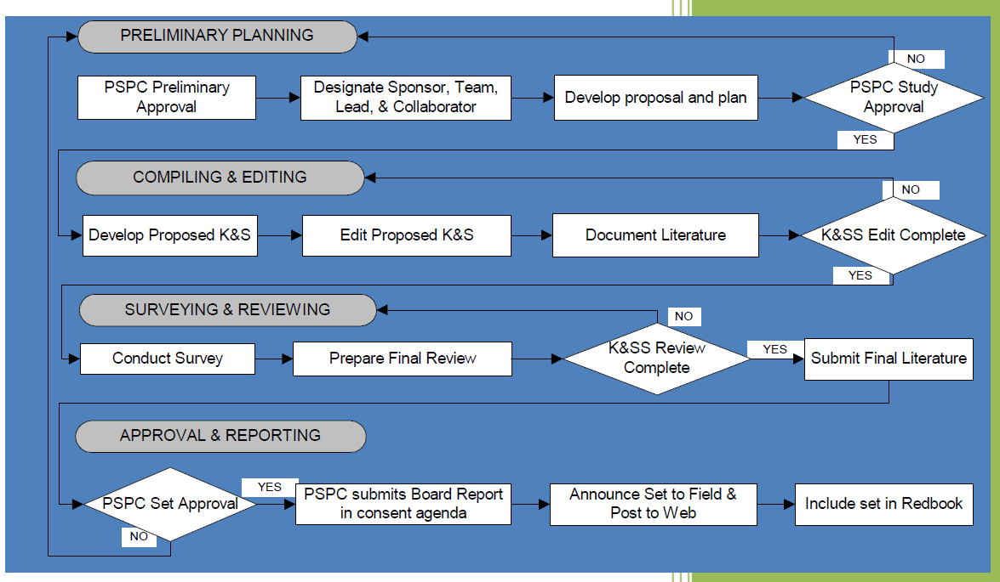 PRELIMINARY PLANNING
NO
PSPC Preliminary
Approval
Designate Sponsor, Team,
Lead, & Collaborator
Develop proposal and plan
PSPC Study
Approval
YES
COMPILING & EDITING
NO
Develop Proposed K&S
Edit Proposed K&S
Document Literature
K&SS Edit Complete
YES
SURVEYING & REVIEWING
NO
Conduct Survey
Prepare Final Review
K&SS Review
Complete
YES
Submit Final Literature
APPROVAL & REPORTING
PSPC Set Approval
YES
NO
PSPC submits Board Report
in consent agenda
Announce Set to Field &
Post to Web
Include set in Redbook